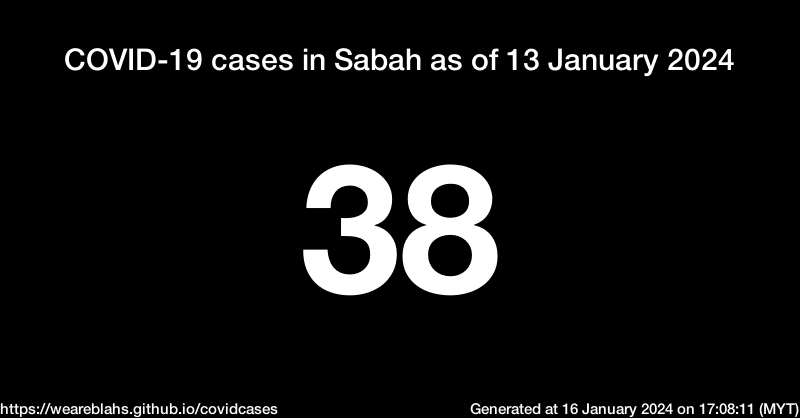 COVID-19 cases in Sabah as of 13 January 2024
38
https://weareblahs.github.io/covidcases
Generated at 16 January 2024 on 17:08:11 (MYT)